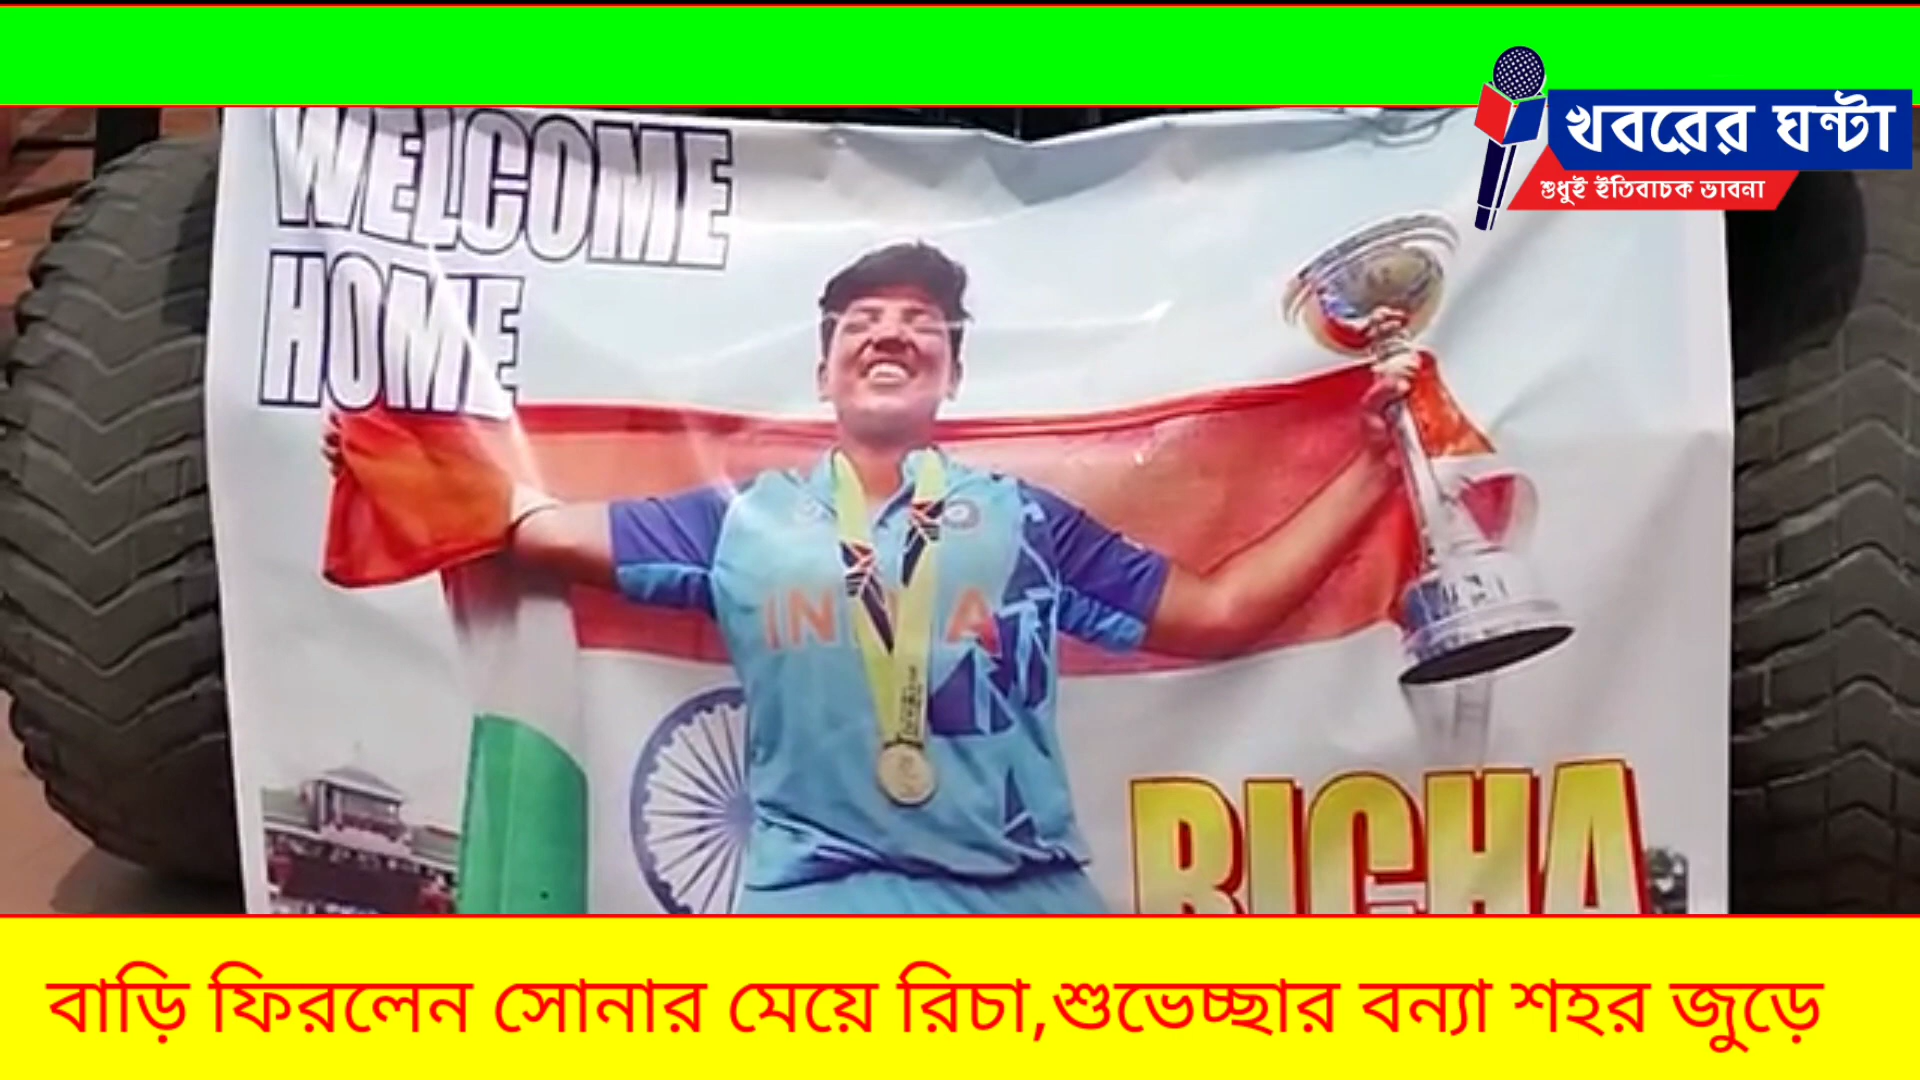 খবরের ঘন্টা
শুধুই ইতিবাচক ভাবনা
WELCOME
HOME
INDIA
RICHA
বাড়ি ফিরলেন সোনার মেয়ে রিচা,শুভেচ্ছার বন্যা শহর জুড়ে